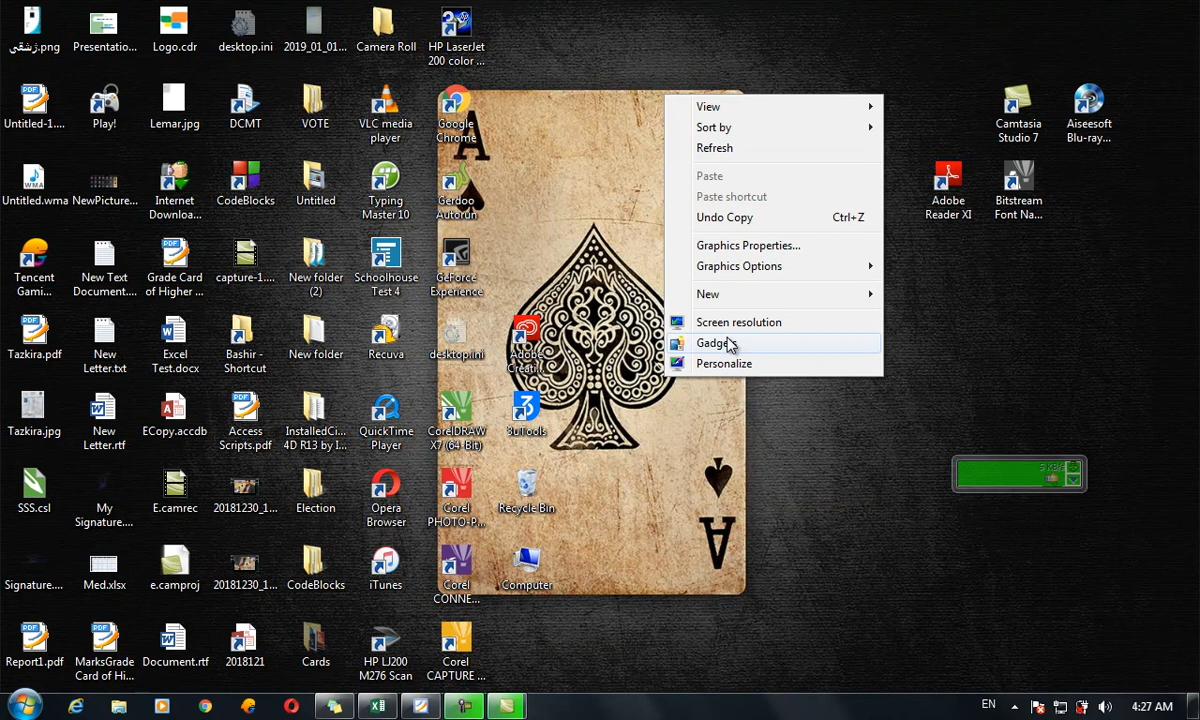 ژشقی.png
Presentatio...
Logo.cdr
desktop.ini
2019_01_01...
Camera Roll
HP LaserJet
200 color ...
Untitled-1....
Play!
Lemar.jpg
DCMT
VOTE
VLC media
player
Google
Chrome
Untitled.wma
NewPicture...
Internet
Downloa...
CodeBlocks
Untitled
Typing
Master 10
Gerdoo
Autorun
Tencent
Gami...
New Text
Document....
Grade Card
of Higher ...
capture-1....
New folder
(2)
Schoolhouse
Test 4
GeForce
Experience
Tazkira.pdf
New
Letter.txt
Excel
Test.docx
Bashir -
Shortcut
New folder
Recuva
desktop.ini
Adobe
Creati...
Tazkira.jpg
New
Letter.rtf
ECopy.accdb
Access
Scripts.pdf
InstalledCi...
4D R13 by I...
QuickTime
Player
CorelDRAW
X7 (64-Bit)
3uTools
SSS.csl
My
Signature....
E.camrec
20181230_1...
Election
Opera
Browser
Corel
PHOTO-P...
Recycle Bin
Signature....
Med.xlsx
e.camproj
20181230_1...
CodeBlocks
iTunes
Corel
CONNE...
Computer
Report1.pdf
MarksGrade
Card of Hi...
Document.rtf
2018121
Cards
HP LJ200
M276 Scan
Corel
CAPTURE ...
A
A
View
Sort by
Refresh
Paste
Paste shortcut
Undo Copy Ctrl+Z
Graphics Properties...
Graphics Options
New
Screen resolution
Gadgets
Personalize
Camtasia
Studio 7
Aiseesoft
Blu-ray...
Adobe
Reader XI
Bitstream
Font Na...
5 KB/s
EN
4:27 AM